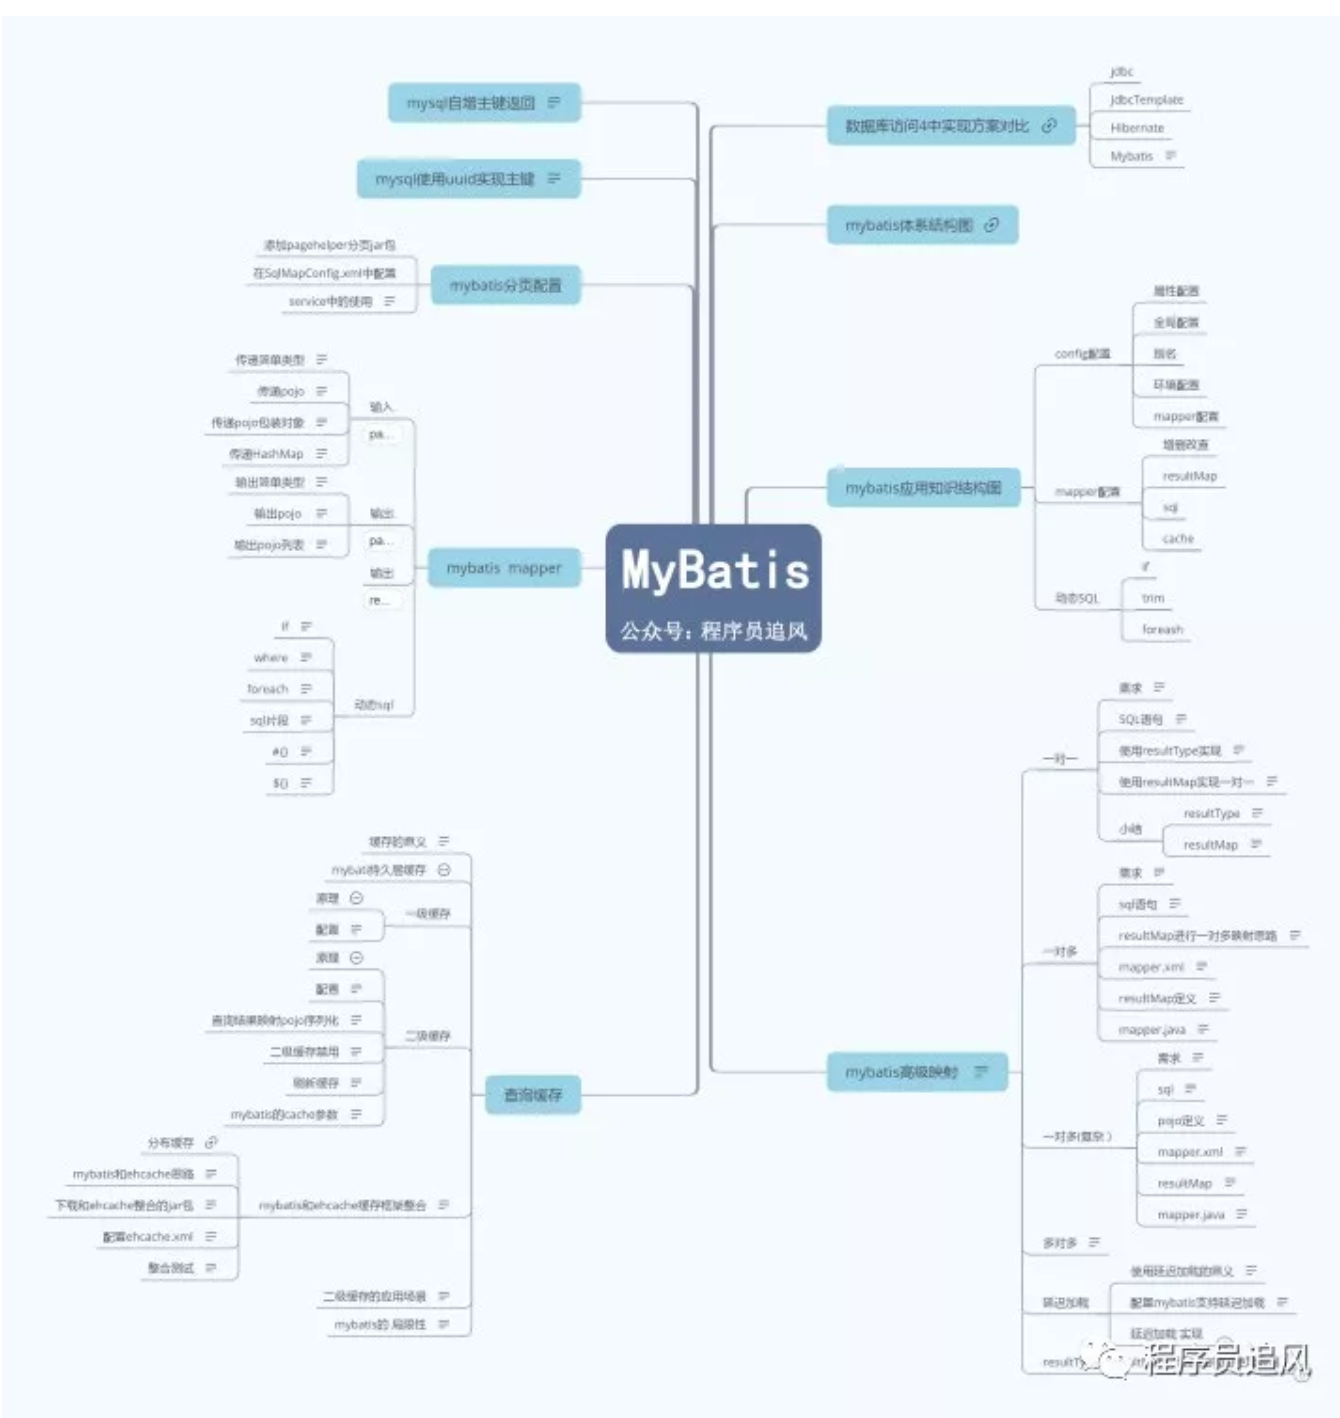 MyBatis
公众号：程序员追风
mysql自增主键返回
mysql使用uuid实现主键
mybatis分页配置
添加pagehelper分页jar包
在SqlMapConfig.xml中配置
service中的使用
mybatis mapper
输入
pa...
传递简单类型
传递pojo
传递pojo包装对象
传递HashMap
输出
pa...
输出简单类型
输出pojo
输出pojo列表
输出
re...
动态sql
if
where
foreach
sql片段
#{}
${}
查询缓存
缓存的意义
mybati持久层缓存
一级缓存
原理
配置
二级缓存
原理
配置
查询结果映射pojo序列化
二级缓存禁用
刷新缓存
mybatis的cache参数
mybatis和ehcache缓存框架整合
分布缓存
mybatis和ehcache思路
下载和ehcache整合的jar包
配置ehcache.xml
整合测试
二级缓存的应用场景
mybatis的 局限性
数据库访问4中实现方案对比
jdbc
JdbcTemplate
Hibernate
Mybatis
mybatis体系结构图
mybatis应用知识结构图
config配置
属性配置
全局配置
别名
环境配置
mapper配置
mapper配置
增删改查
resultMap
sql
cache
动态SQL
if
trim
foreash
mybatis高级映射
一对一
需求
SQL语句
使用resultType实现
使用resultMap实现一对一
小结
resultType
resultMap
一对多
需求
sql语句
resultMap进行一对多映射思路
mapper.xml
resultMap定义
mapper.java
一对多(复杂）
需求
sql
pojo定义
mapper.xml
resultMap
mapper.java
多对多
延迟加载
使用延迟加载的意义
配置mybatis支持延迟加载
延迟加载 实现
程序员追风